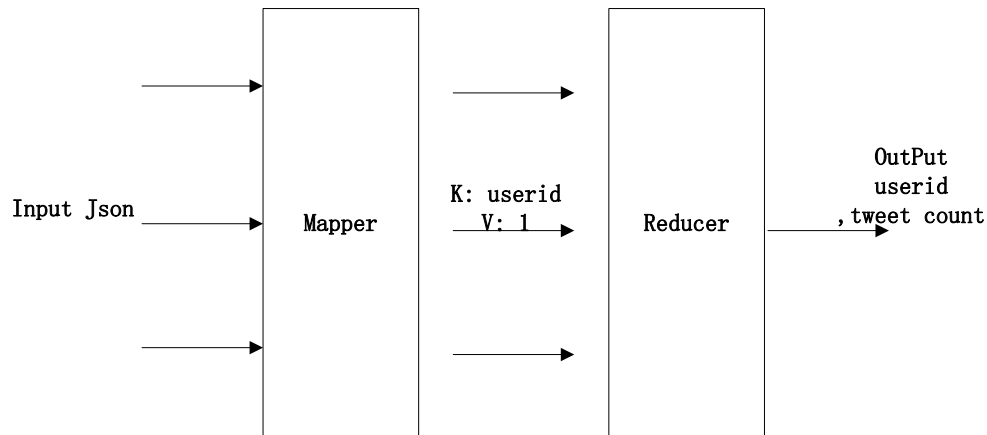 Input Json
Mapper
K: userid
V: 1
Reducer
OutPut
userid
,tweet count